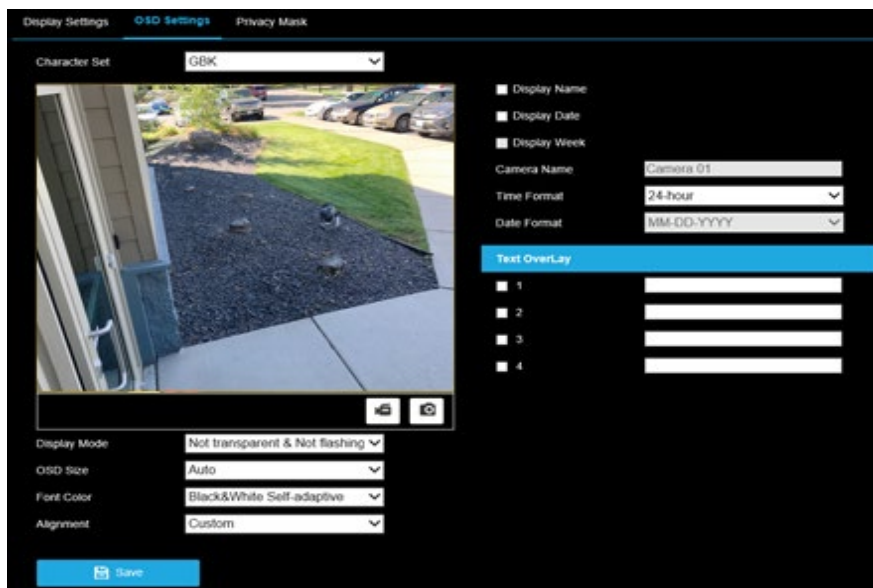 Display Settings OSD Settings Privacy Mask
Character Set GBK
Display Name
Display Date
Display Week
Camera Name Camera 01
Time Format 24-hour
Date Format MM-DD-YYYY
Text OverLay
1
2
3
4
Display Mode Not transparent & Not flashing
OSD Size Auto
Font Color Black&White Self-adaptive
Alignment Custom
Save